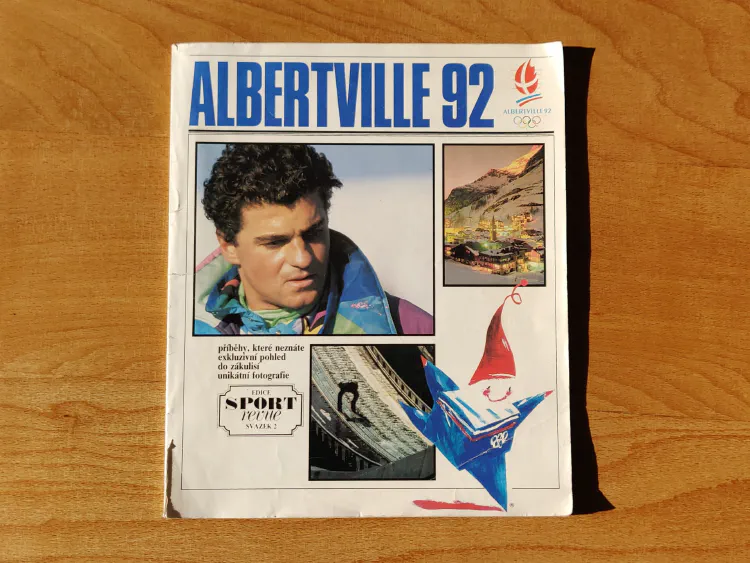 ALBERTVILLE 92
ALBERTVILLE 92
příběhy, které neznáte
exkluzivní pohled
do zákulisí
unikátní fotografie
EDICE
SPORT
revue
SVAZEK 2
®